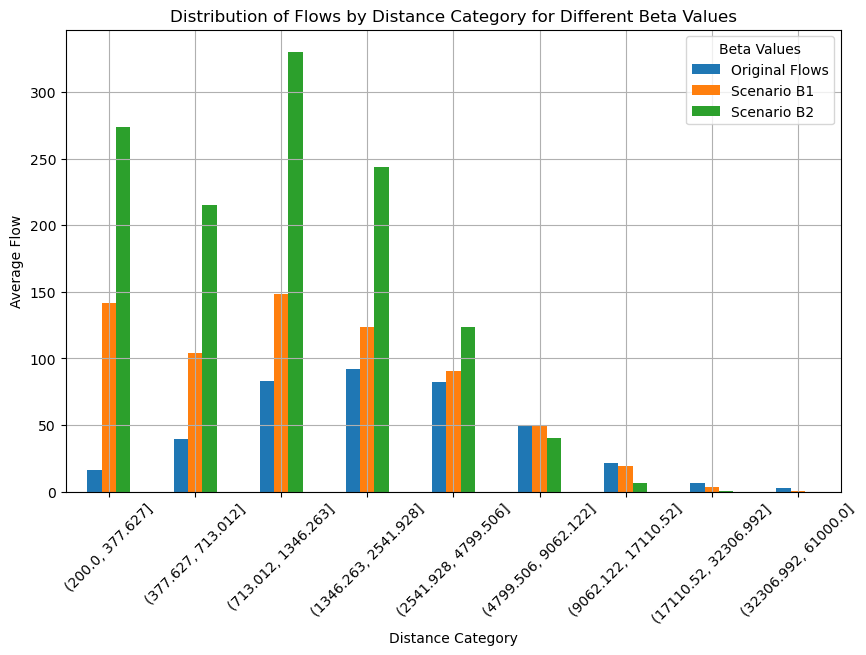 Distribution of Flows by Distance Category for Different Beta Values
Beta Values
Original Flows
Scenario B1
Scenario B2
Average Flow
300
250
200
150
100
50
0
(200.0, 377.627]
(377.627, 713.012]
(713.012, 1346.263]
(1346.263, 2541.928]
(2541.928, 4799.506]
(4799.506, 9062.122]
(9062.122, 17110.52]
(17110.52, 32306.992]
(32306.992, 61000.0]
Distance Category